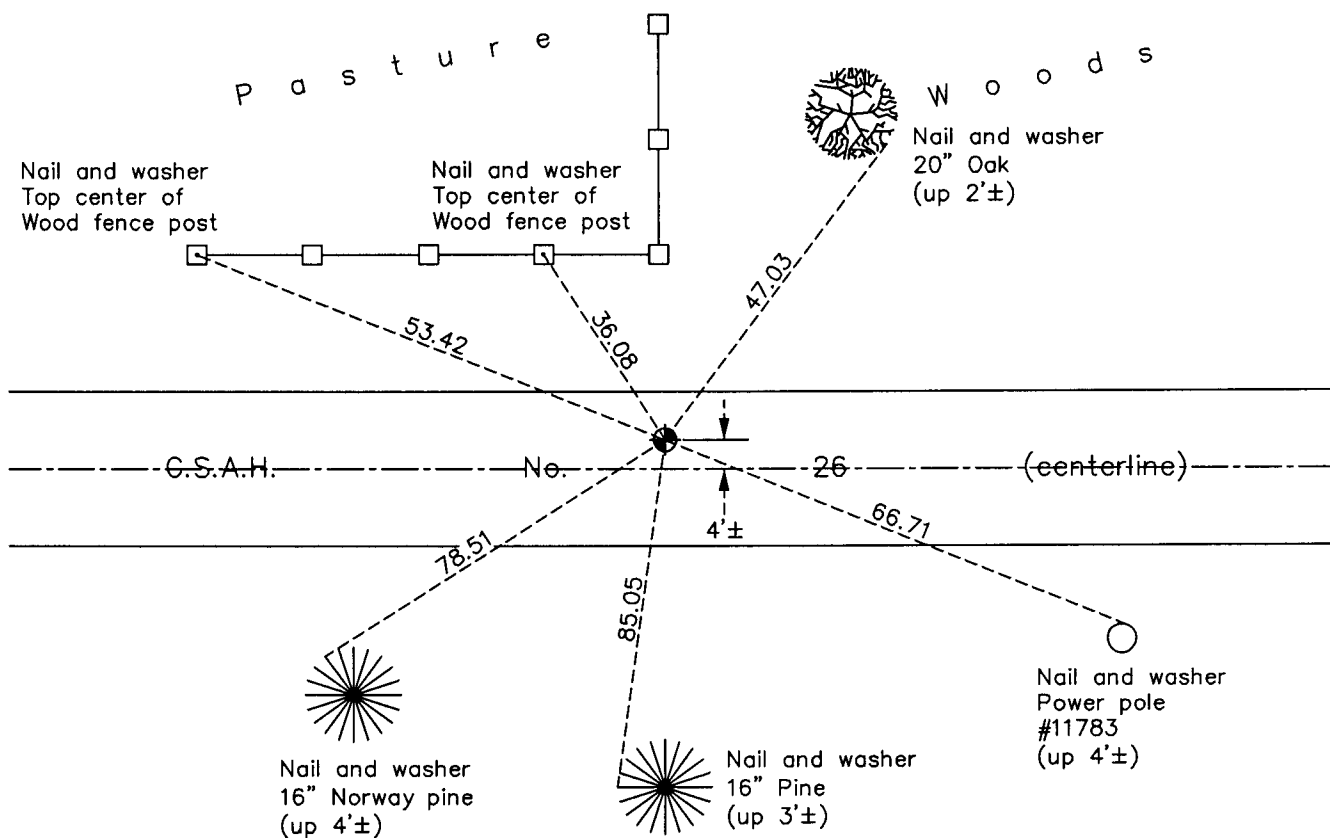 Pasture
Woods
Nail and washer
Top center of
Wood fence post
Nail and washer
Top center of
Wood fence post
Nail and washer
20" Oak
(up 2'±)
53.42
36.08
47.03
C.S.A.H. No. 26 (centerline)
4'±
78.51
85.05
66.71
Nail and washer
Power pole
#11783
(up 4'±)
Nail and washer
16" Norway pine
(up 4'±)
Nail and washer
16" Pine
(up 3'±)